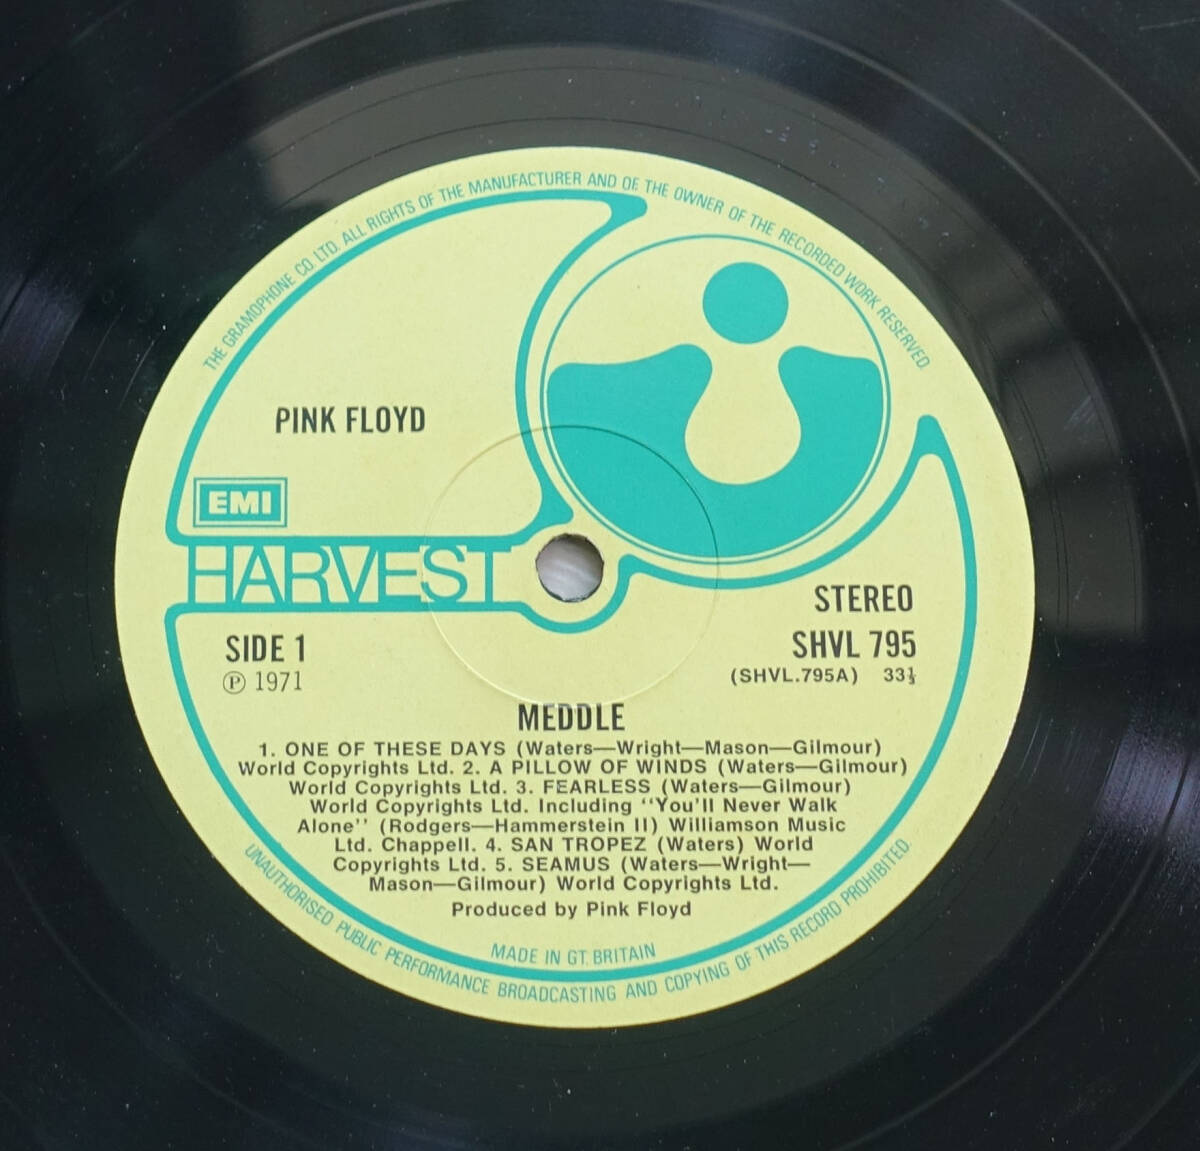 THE GRAMOPHONE CO. LTD. ALL RIGHTS OF THE MANUFACTURER AND OF THE OWNER OF THE RECORDED WORK RESERVED
PINK FLOYD
EMI
HARVEST
STEREO
SIDE 1
SHVL 795
Ⓟ 1971
(SHVL.795A) 33⅓
MEDDLE
1. ONE OF THESE DAYS (Waters—Wright—Mason—Gilmour)
World Copyrights Ltd. 2. A PILLOW OF WINDS (Waters—Gilmour)
World Copyrights Ltd. 3. FEARLESS (Waters—Gilmour)
World Copyrights Ltd. Including "You'll Never Walk
Alone" (Rodgers—Hammerstein II) Williamson Music
Ltd. Chappell. 4. SAN TROPEZ (Waters) World
Copyrights Ltd. 5. SEAMUS (Waters—Wright—
Mason—Gilmour) World Copyrights Ltd.
Produced by Pink Floyd
MADE IN GT. BRITAIN
UNAUTHORISED PUBLIC PERFORMANCE BROADCASTING AND COPYING OF THIS RECORD PROHIBITED.